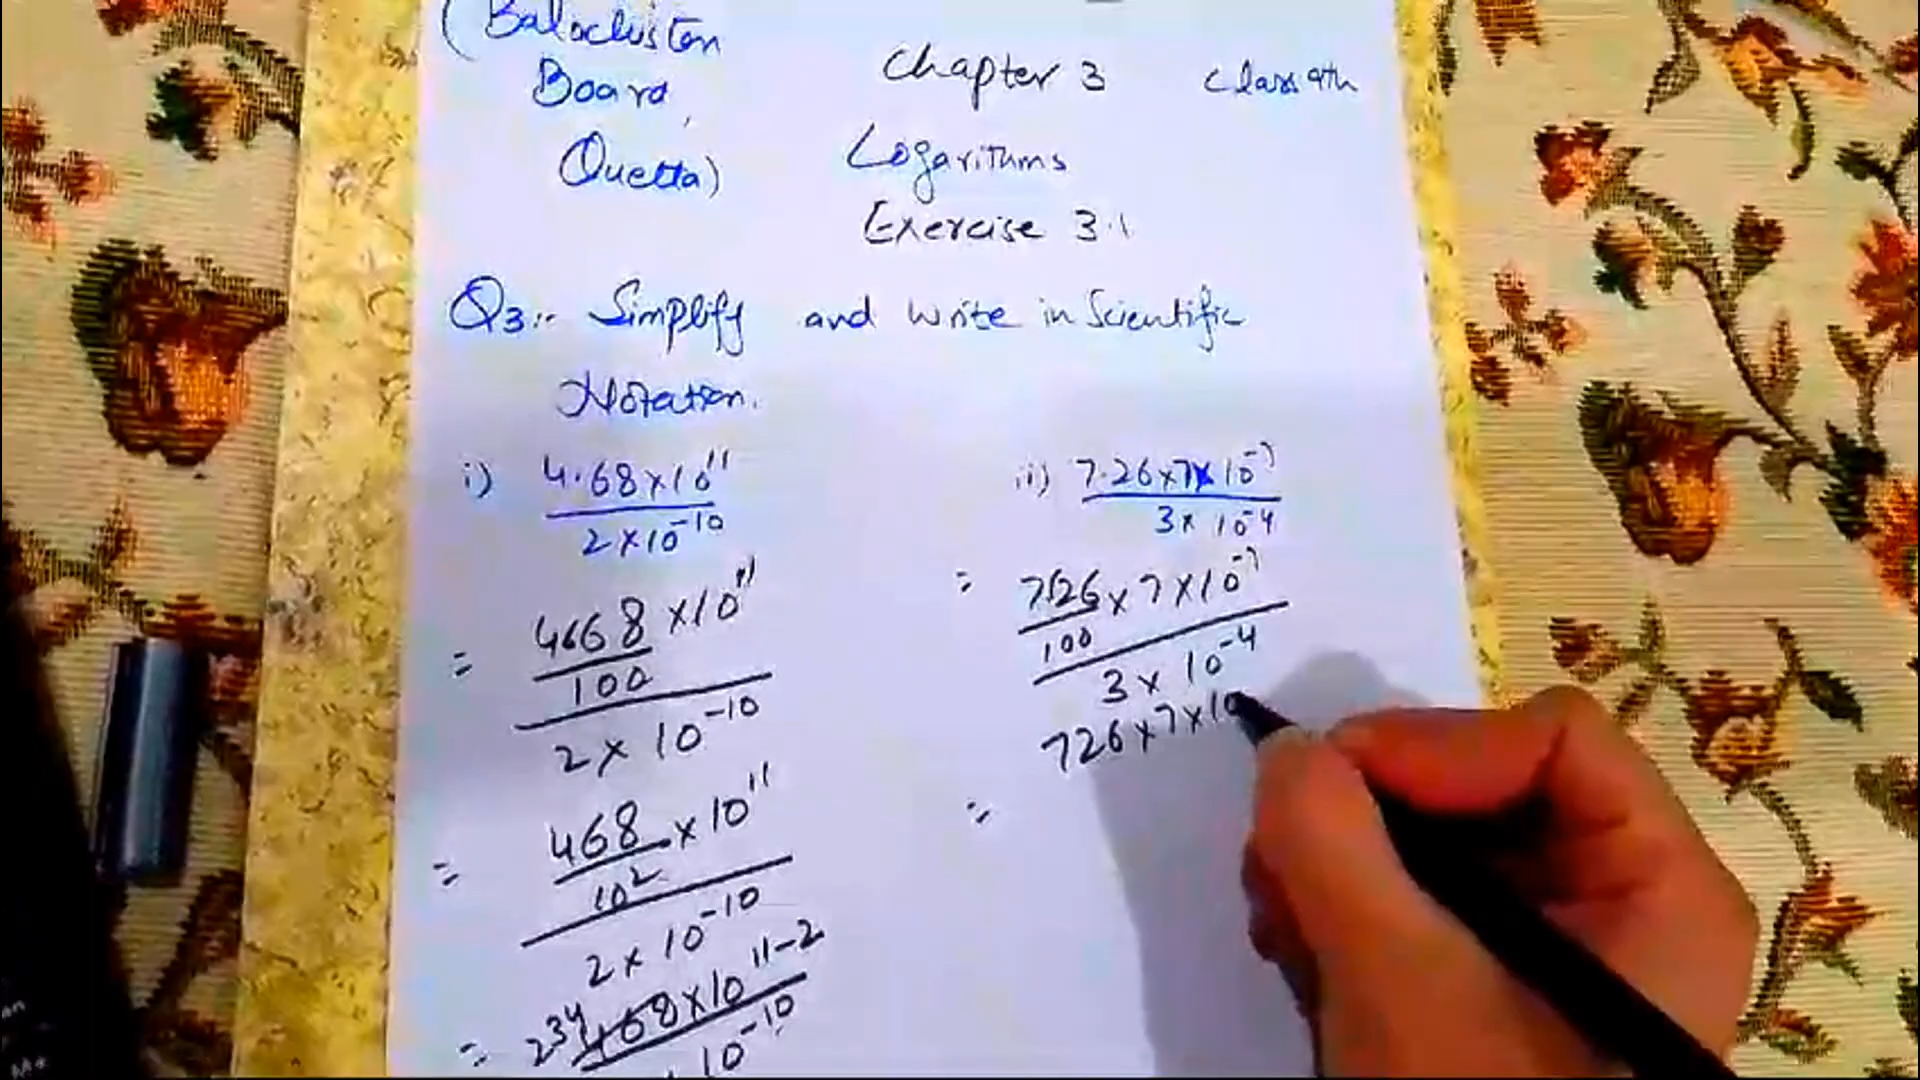 (Balochistan
Board,
Quetta)
Chapter 3 Class 9th
Logarithms
Exercise 3.1
Q3:- Simplify and write in Scientific
Notation.
i) 4.68×10^11
2×10^-10
= 468 ×10^11
100
2 × 10^-10
= 468 ×10^11
10^2
2 × 10^-10
= 234 468×10^11-2
10^-10
ii) 7.26×7×10^-7
3× 10^-4
= 726 × 7×10^-7
100
3 × 10^-4
= 726×7×10